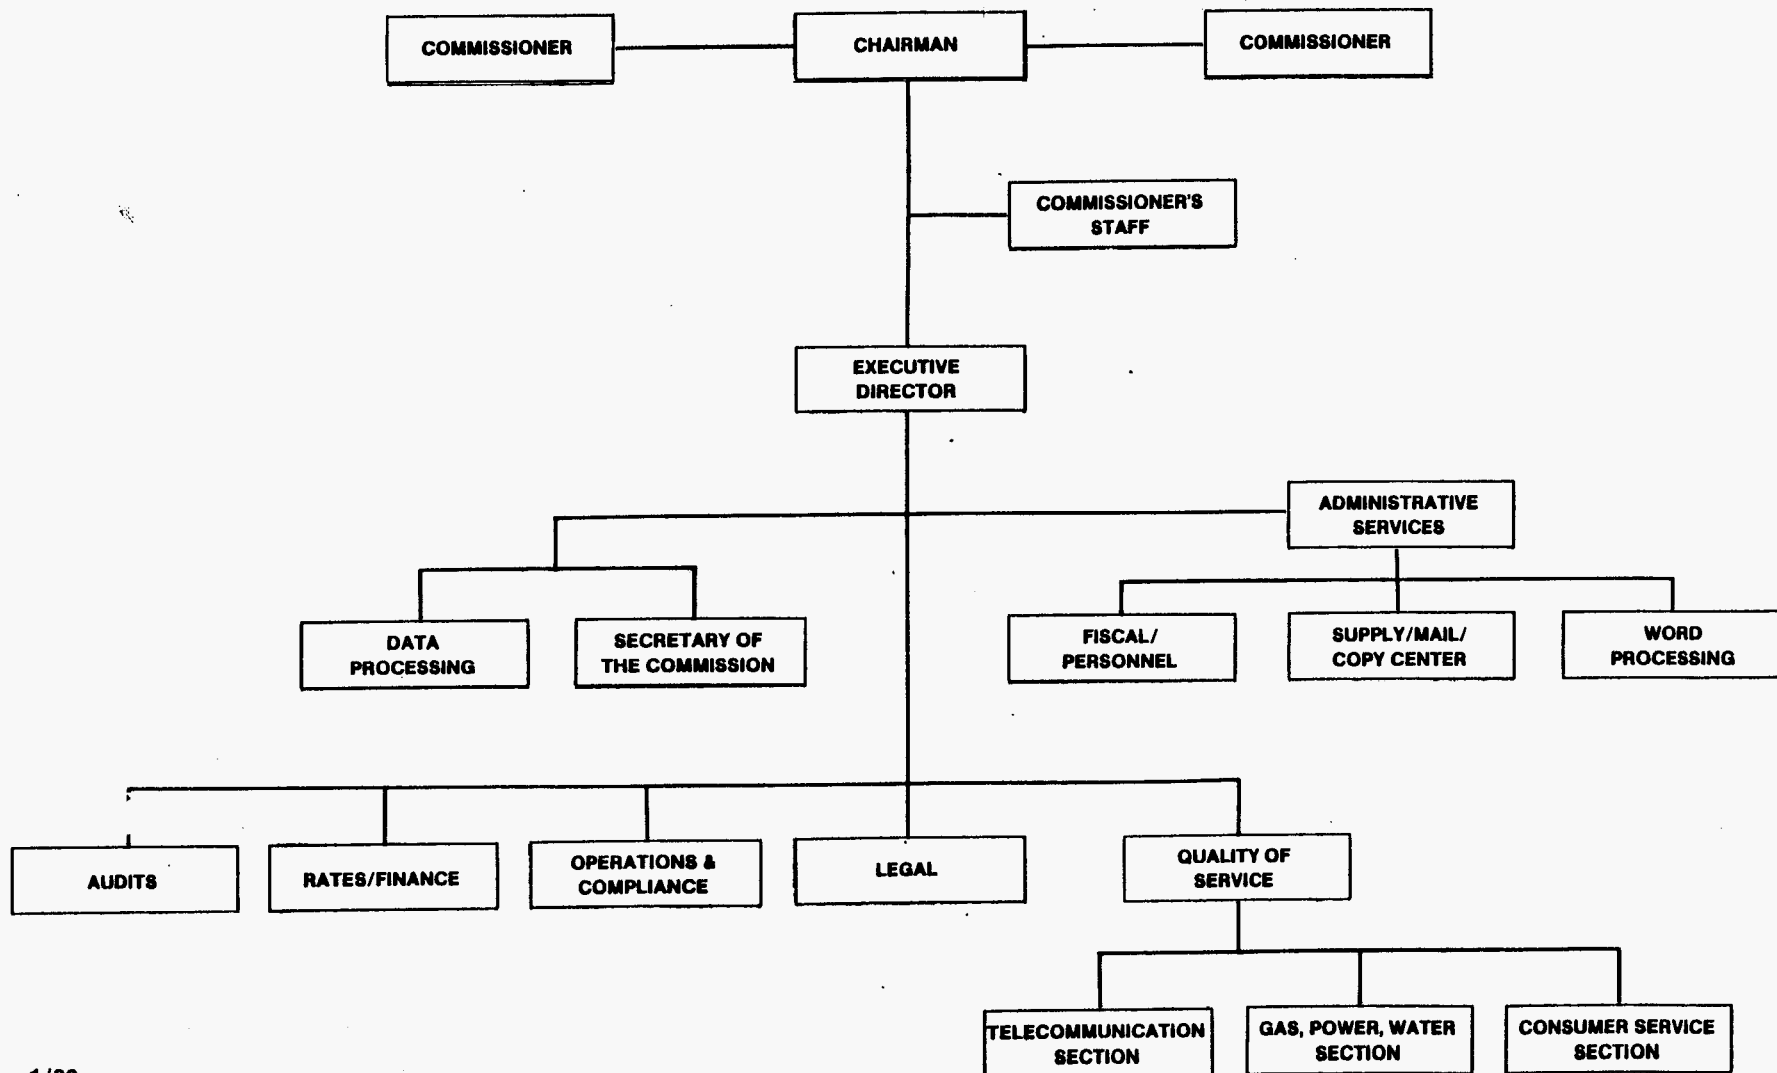 COMMISSIONER
CHAIRMAN
COMMISSIONER
COMMISSIONER'S
STAFF
EXECUTIVE
DIRECTOR
ADMINISTRATIVE
SERVICES
DATA
PROCESSING
SECRETARY OF
THE COMMISSION
FISCAL/
PERSONNEL
SUPPLY/MAIL/
COPY CENTER
WORD
PROCESSING
AUDITS
RATES/FINANCE
OPERATIONS &
COMPLIANCE
LEGAL
QUALITY OF
SERVICE
TELECOMMUNICATION
SECTION
GAS, POWER, WATER
SECTION
CONSUMER SERVICE
SECTION